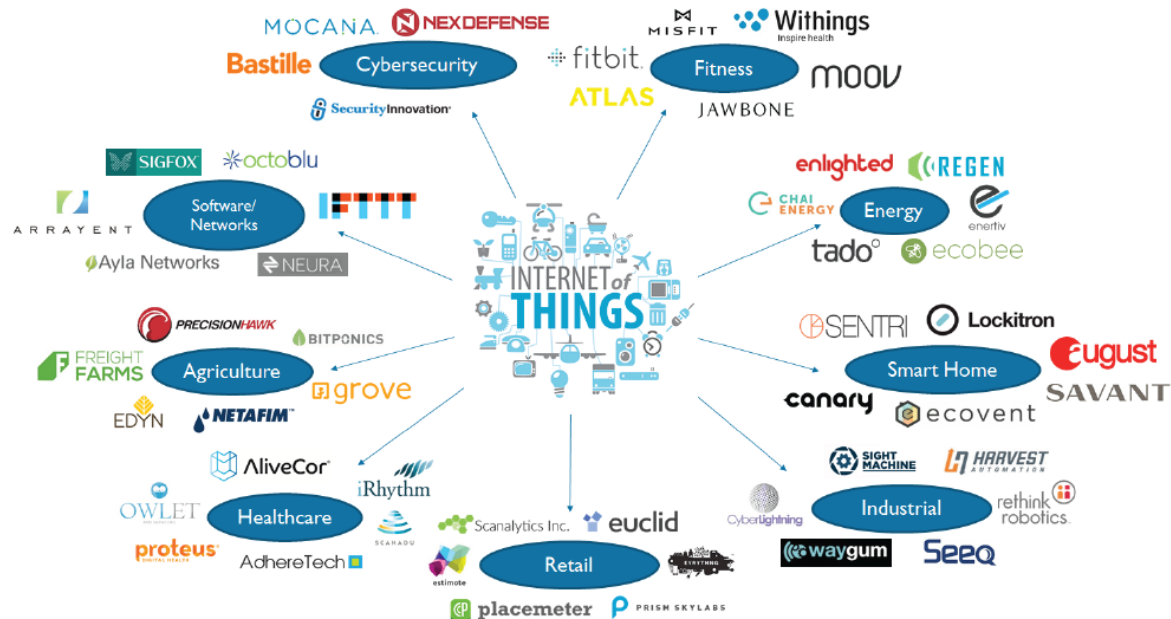 MOCANA
NEXDEFENSE
Bastille
Cybersecurity
Security Innovation
MISFIT
Withings
Inspire health
fitbit
Fitness
MOOV
ATLAS
JAWBONE
SIGFOX
octoblu
ARRAYENT
Software/
Networks
IFTTT
Ayla Networks
NEURA
enlighted
REGEN
CHAI
ENERGY
Energy
enertiv
tado°
ecobee
INTERNET of
THINGS
PRECISIONHAWK
BITPONICS
FREIGHT
FARMS
Agriculture
grove
EDYN
NETAFIM™
SENTRI
Lockitron
august
Smart Home
SAVANT
canary
ecovent
AliveCor
iRhythm
OWLET
Healthcare
SCANADU
proteus
DIGITAL HEALTH
AdhereTech
Scanalytics Inc.
euclid
estimote
Retail
EVRYTHNG
placemeter
PRISM SKYLABS
SIGHT
MACHINE
HARVEST
AUTOMATION
CyberLightning
Industrial
rethink
robotics
waygum
SEEQ